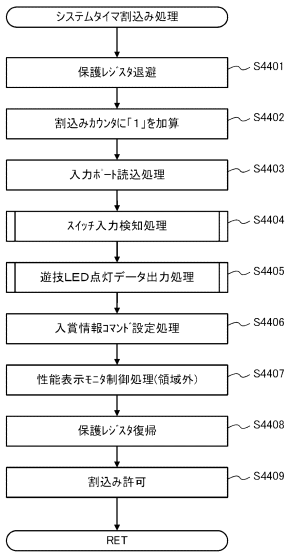 システムタイマ割込み処理
保護レジスタ退避
S4401
割込みカウンタに「1」を加算
S4402
入力ポート読込処理
S4403
スイッチ入力検知処理
S4404
遊技LED点灯データ出力処理
S4405
入賞情報コマンド設定処理
S4406
性能表示モニタ制御処理(領域外)
S4407
保護レジスタ復帰
S4408
割込み許可
S4409
RET